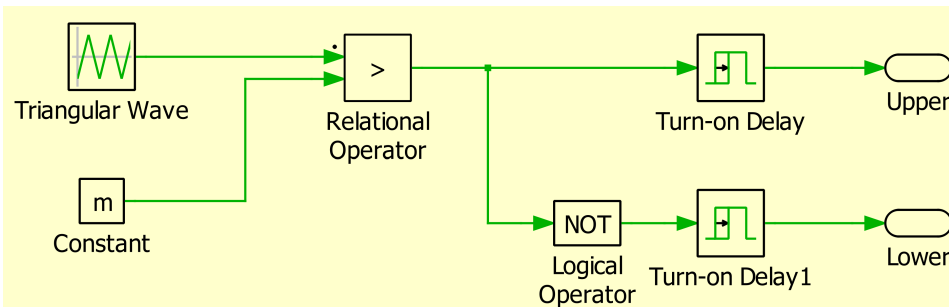 Triangular Wave
>
Relational
Operator
Turn-on Delay
Upper
m
Constant
NOT
Logical
Operator
Turn-on Delay1
Lower